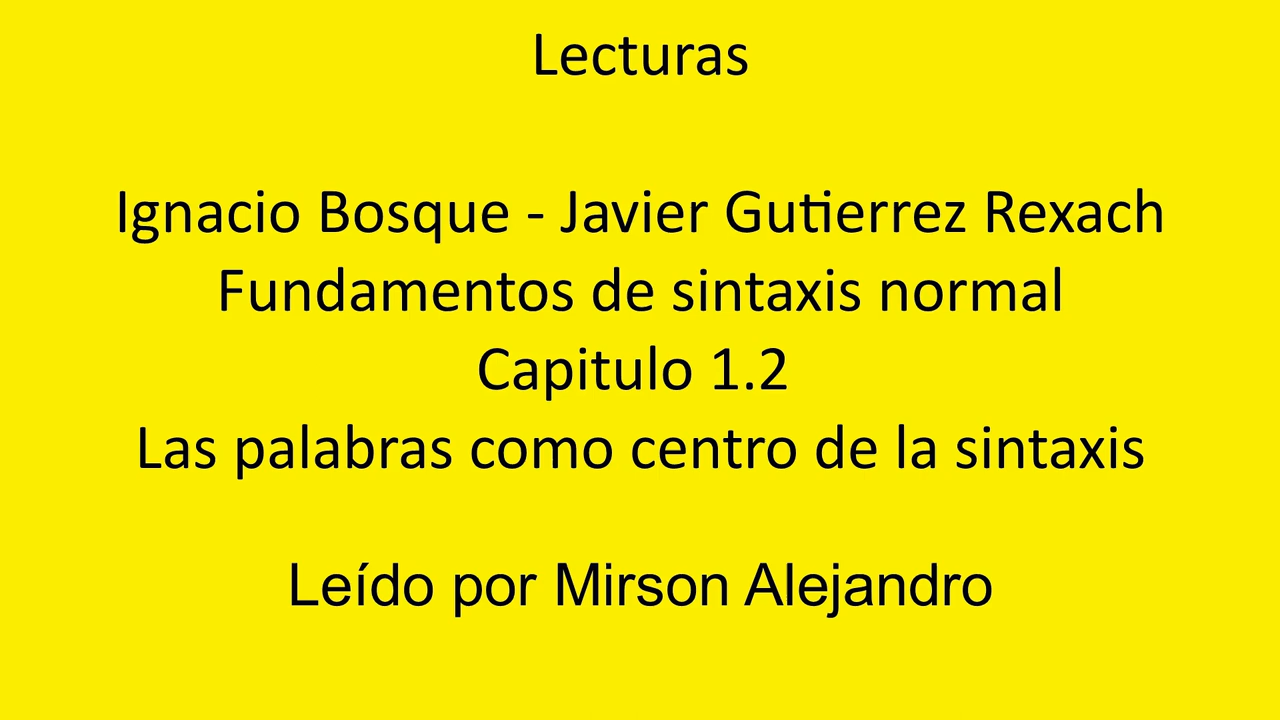 Lecturas
Ignacio Bosque - Javier Gutierrez Rexach
Fundamentos de sintaxis normal
Capitulo 1.2
Las palabras como centro de la sintaxis
Leído por Mirson Alejandro